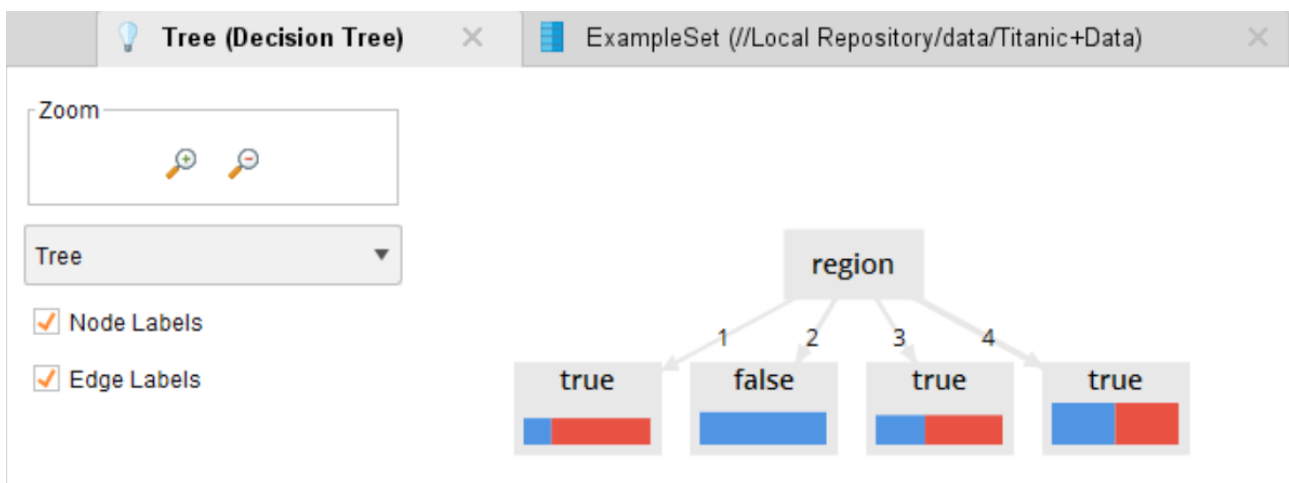 Tree (Decision Tree)
ExampleSet (//Local Repository/data/Titanic+Data)
Zoom
Tree
Node Labels
Edge Labels
region
1 2 3 4
true false true true